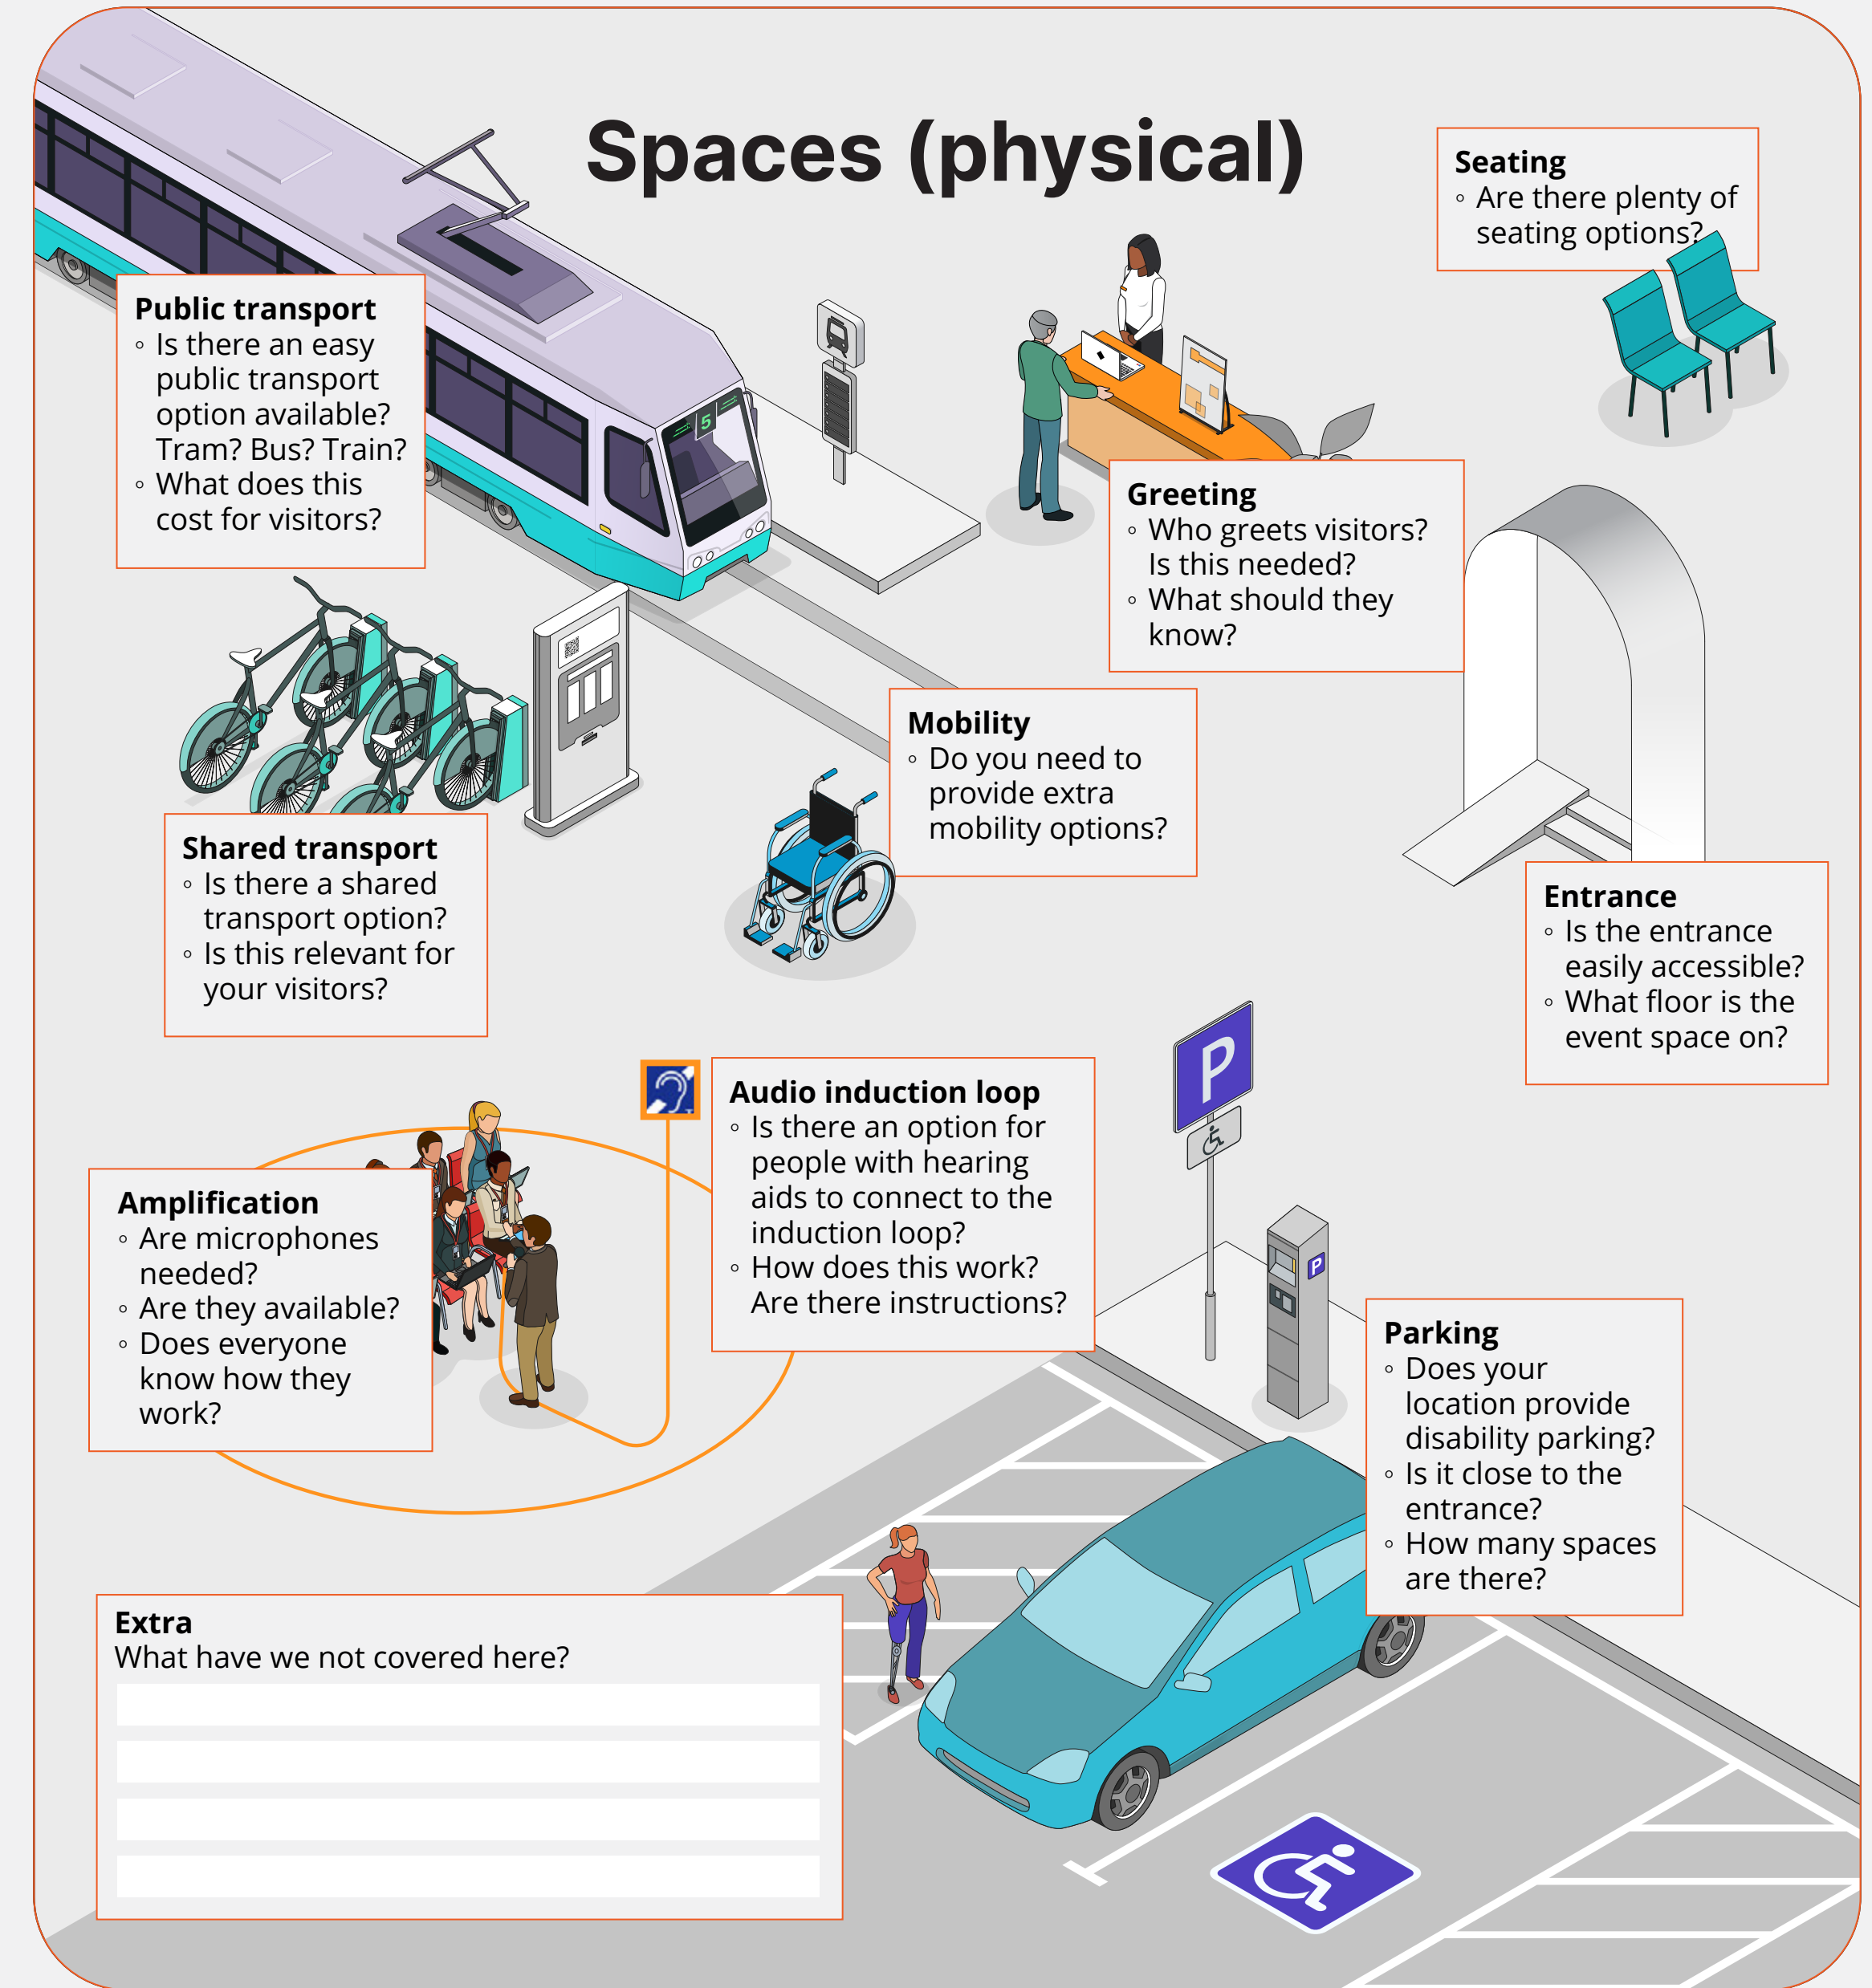 Spaces (physical)
Seating
◦ Are there plenty of
seating options?
Public transport
◦ Is there an easy
public transport
option available?
Tram? Bus? Train?
◦ What does this
cost for visitors?
5
Greeting
◦ Who greets visitors?
Is this needed?
◦ What should they
know?
Mobility
◦ Do you need to
provide extra
mobility options?
Shared transport
◦ Is there a shared
transport option?
◦ Is this relevant for
your visitors?
Entrance
◦ Is the entrance
easily accessible?
◦ What floor is the
event space on?
P
T
Audio induction loop
◦ Is there an option for
people with hearing
aids to connect to the
induction loop?
◦ How does this work?
Are there instructions?
Amplification
◦ Are microphones
needed?
◦ Are they available?
◦ Does everyone
know how they
work?
P
Parking
◦ Does your
location provide
disability parking?
◦ Is it close to the
entrance?
◦ How many spaces
are there?
Extra
What have we not covered here?